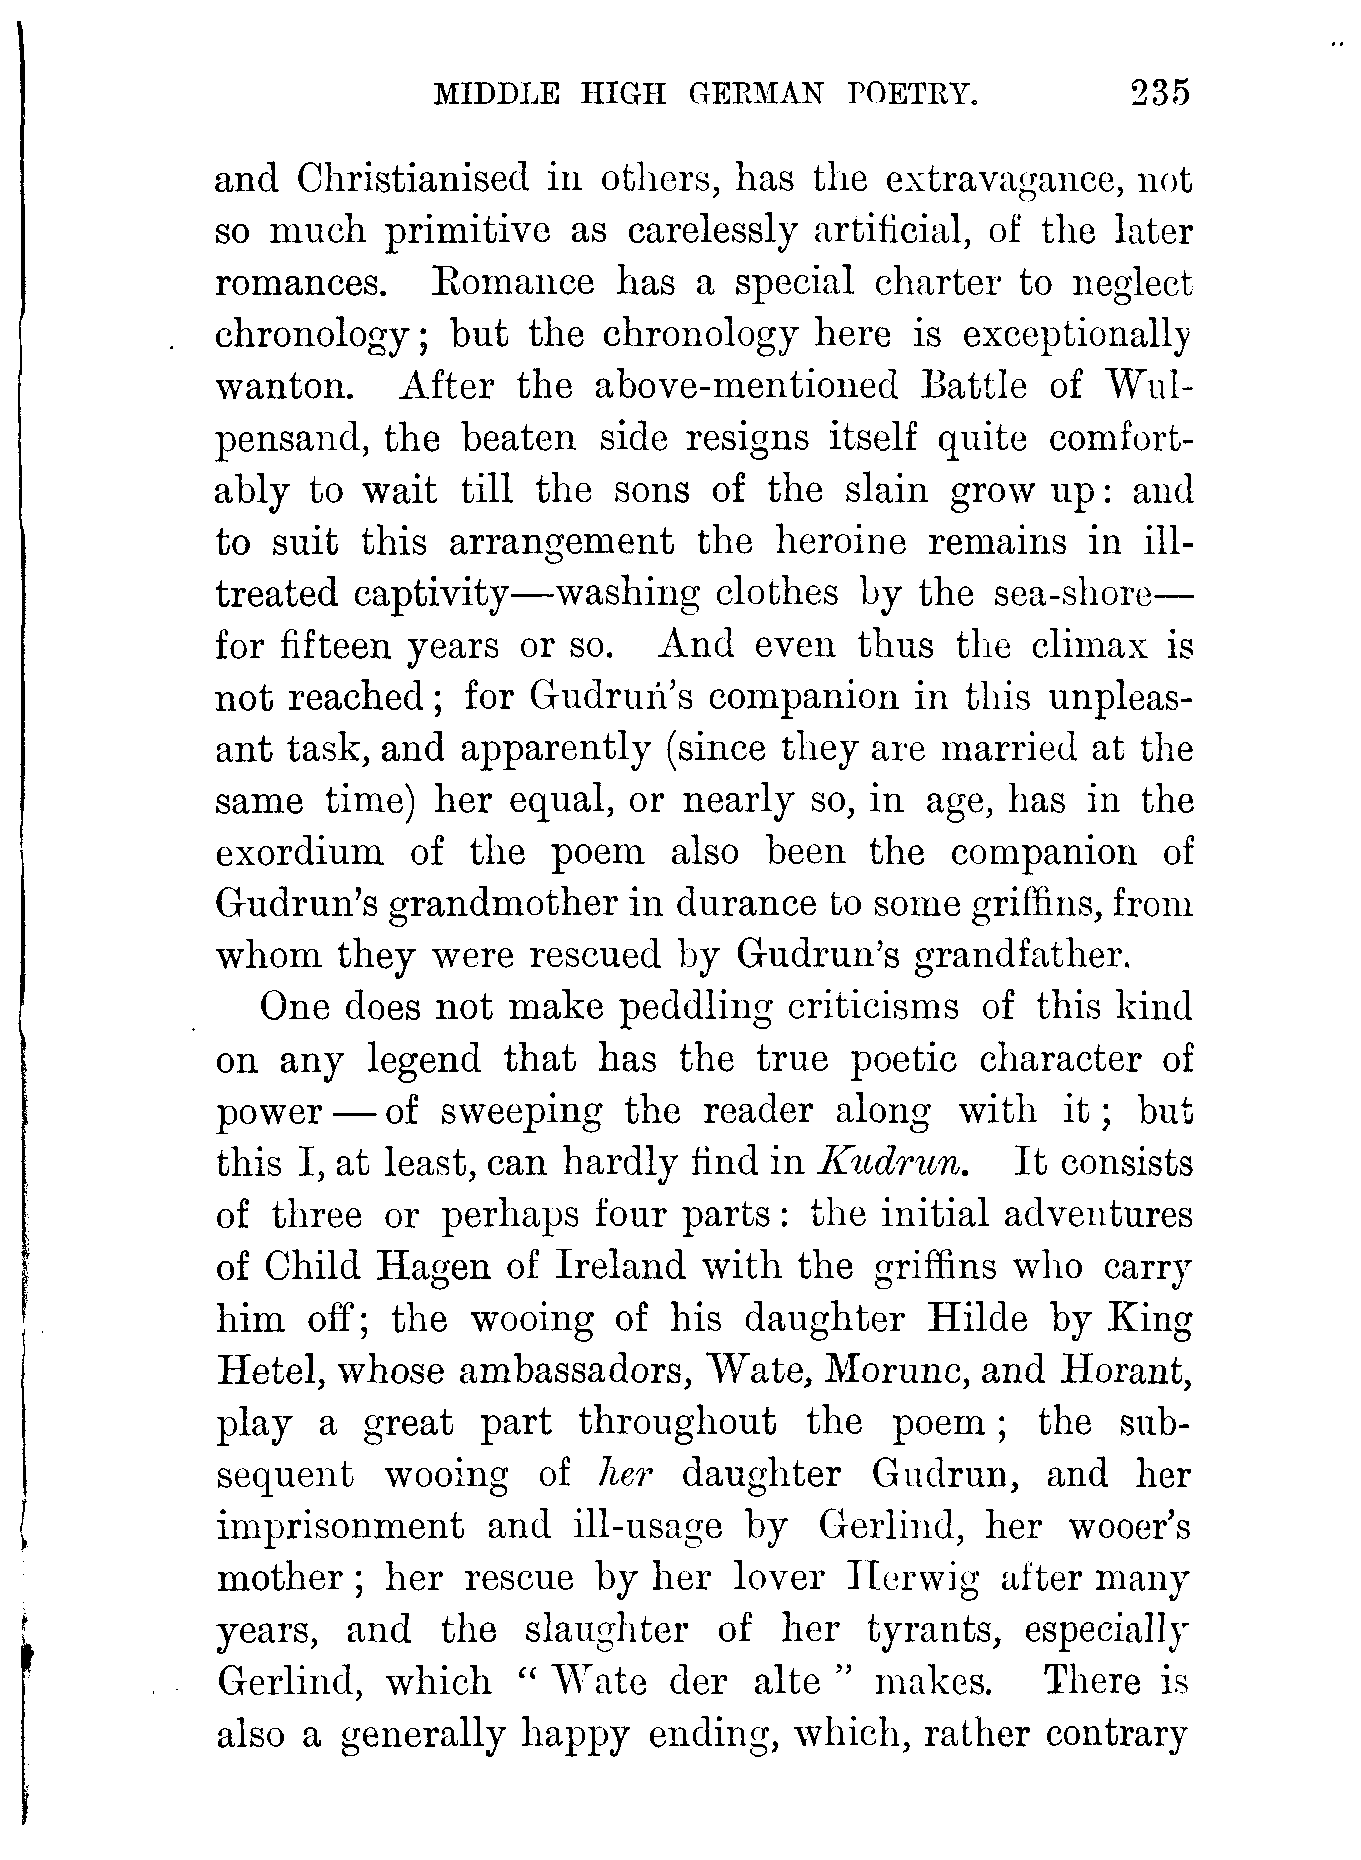 MIDDLE HIGH GERMAN POETRY. 235
and Christianised in others, has the extravagance, not
so much primitive as carelessly artificial, of the later
romances. Romance has a special charter to neglect
chronology; but the chronology here is exceptionally
wanton. After the above-mentioned Battle of Wul-
pensand, the beaten side resigns itself quite comfort-
ably to wait till the sons of the slain grow up: and
to suit this arrangement the heroine remains in ill-
treated captivity—washing clothes by the sea-shore—
for fifteen years or so. And even thus the climax is
not reached; for Gudrun's companion in this unpleas-
ant task, and apparently (since they are married at the
same time) her equal, or nearly so, in age, has in the
exordium of the poem also been the companion of
Gudrun's grandmother in durance to some griffins, from
whom they were rescued by Gudrun's grandfather.
One does not make peddling criticisms of this kind
on any legend that has the true poetic character of
power—of sweeping the reader along with it; but
this I, at least, can hardly find in Kudrun. It consists
of three or perhaps four parts: the initial adventures
of Child Hagen of Ireland with the griffins who carry
him off; the wooing of his daughter Hilde by King
Hetel, whose ambassadors, Wate, Morunc, and Horant,
play a great part throughout the poem; the sub-
sequent wooing of her daughter Gudrun, and her
imprisonment and ill-usage by Gerlind, her wooer's
mother; her rescue by her lover Herwig after many
years, and the slaughter of her tyrants, especially
Gerlind, which "Wate der alte" makes. There is
also a generally happy ending, which, rather contrary